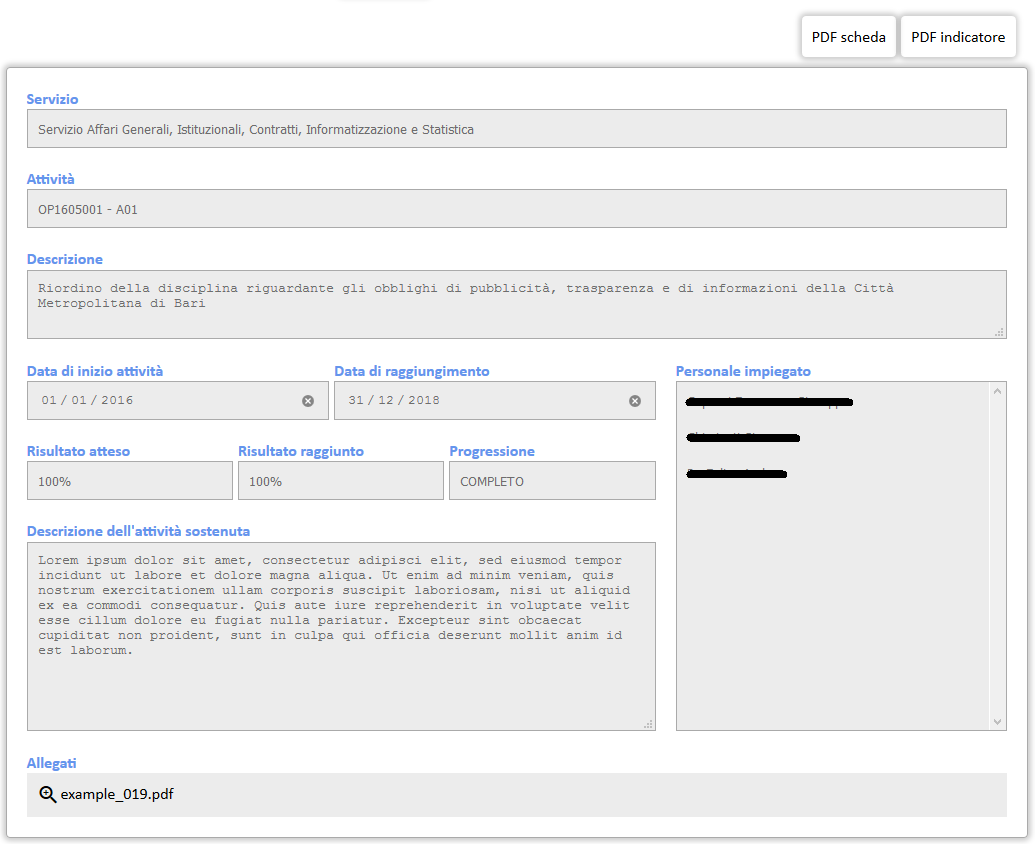 PDF scheda PDF indicatore
Servizio
Servizio Affari Generali, Istituzionali, Contratti, Informatizzazione e Statistica
Attività
OP1605001 - A01
Descrizione
Riordino della disciplina riguardante gli obblighi di pubblicità, trasparenza e di informazioni della Città
Metropolitana di Bari
Data di inizio attività Data di raggiungimento Personale impiegato
01 / 01 / 2016 31 / 12 / 2018
Risultato atteso Risultato raggiunto Progressione
100% 100% COMPLETO
Descrizione dell'attività sostenuta
Lorem ipsum dolor sit amet, consectetur adipisci elit, sed eiusmod tempor
incidunt ut labore et dolore magna aliqua. Ut enim ad minim veniam, quis
nostrum exercitationem ullam corporis suscipit laboriosam, nisi ut aliquid
ex ea commodi consequatur. Quis aute iure reprehenderit in voluptate velit
esse cillum dolore eu fugiat nulla pariatur. Excepteur sint obcaecat
cupiditat non proident, sunt in culpa qui officia deserunt mollit anim id
est laborum.
Allegati
example_019.pdf